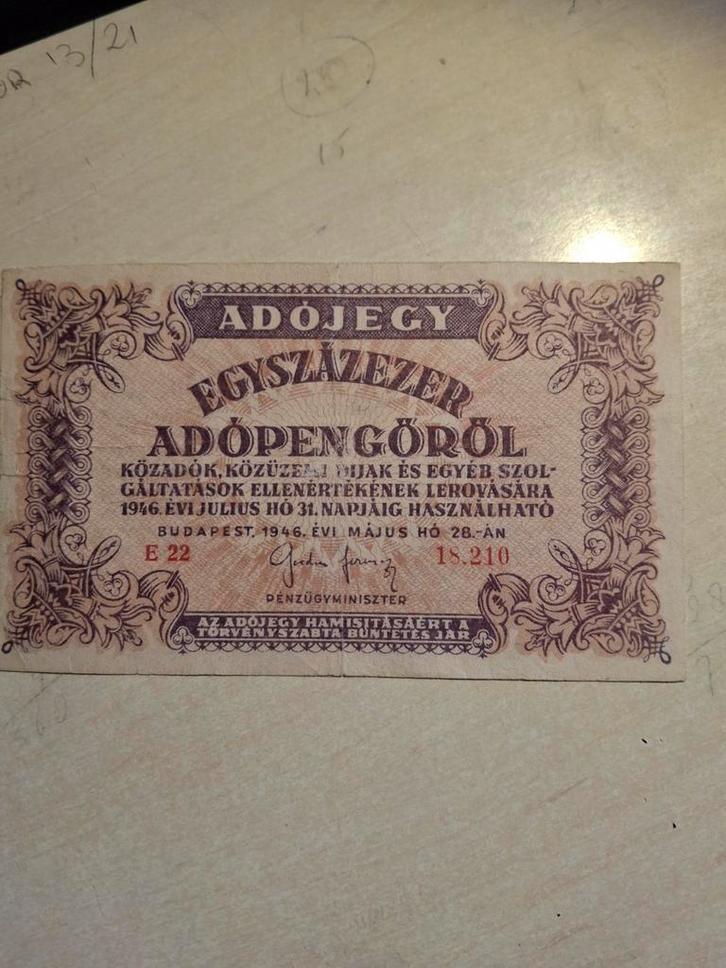 13/21
15
ADÓJEGY
EGYSZÁZEZER
ADÓPENGŐRŐL
KÖZADÓK, KÖZÜZEMI DIJAK ÉS EGYÉB SZOL-
GÁLTATÁSOK ELLENÉRTÉKÉNEK LEROVÁSÁRA
1946. ÉVI JULIUS HÓ 31. NAPJÁIG HASZNÁLHATÓ
BUDAPEST, 1946. ÉVI MÁJUS HÓ 28.-ÁN
E 22 18.210
PÉNZÜGYMINISZTER
AZ ADÓJEGY HAMISITÁSÁÉRT A
TÖRVÉNYSZABTA BÜNTETÉS JÁR